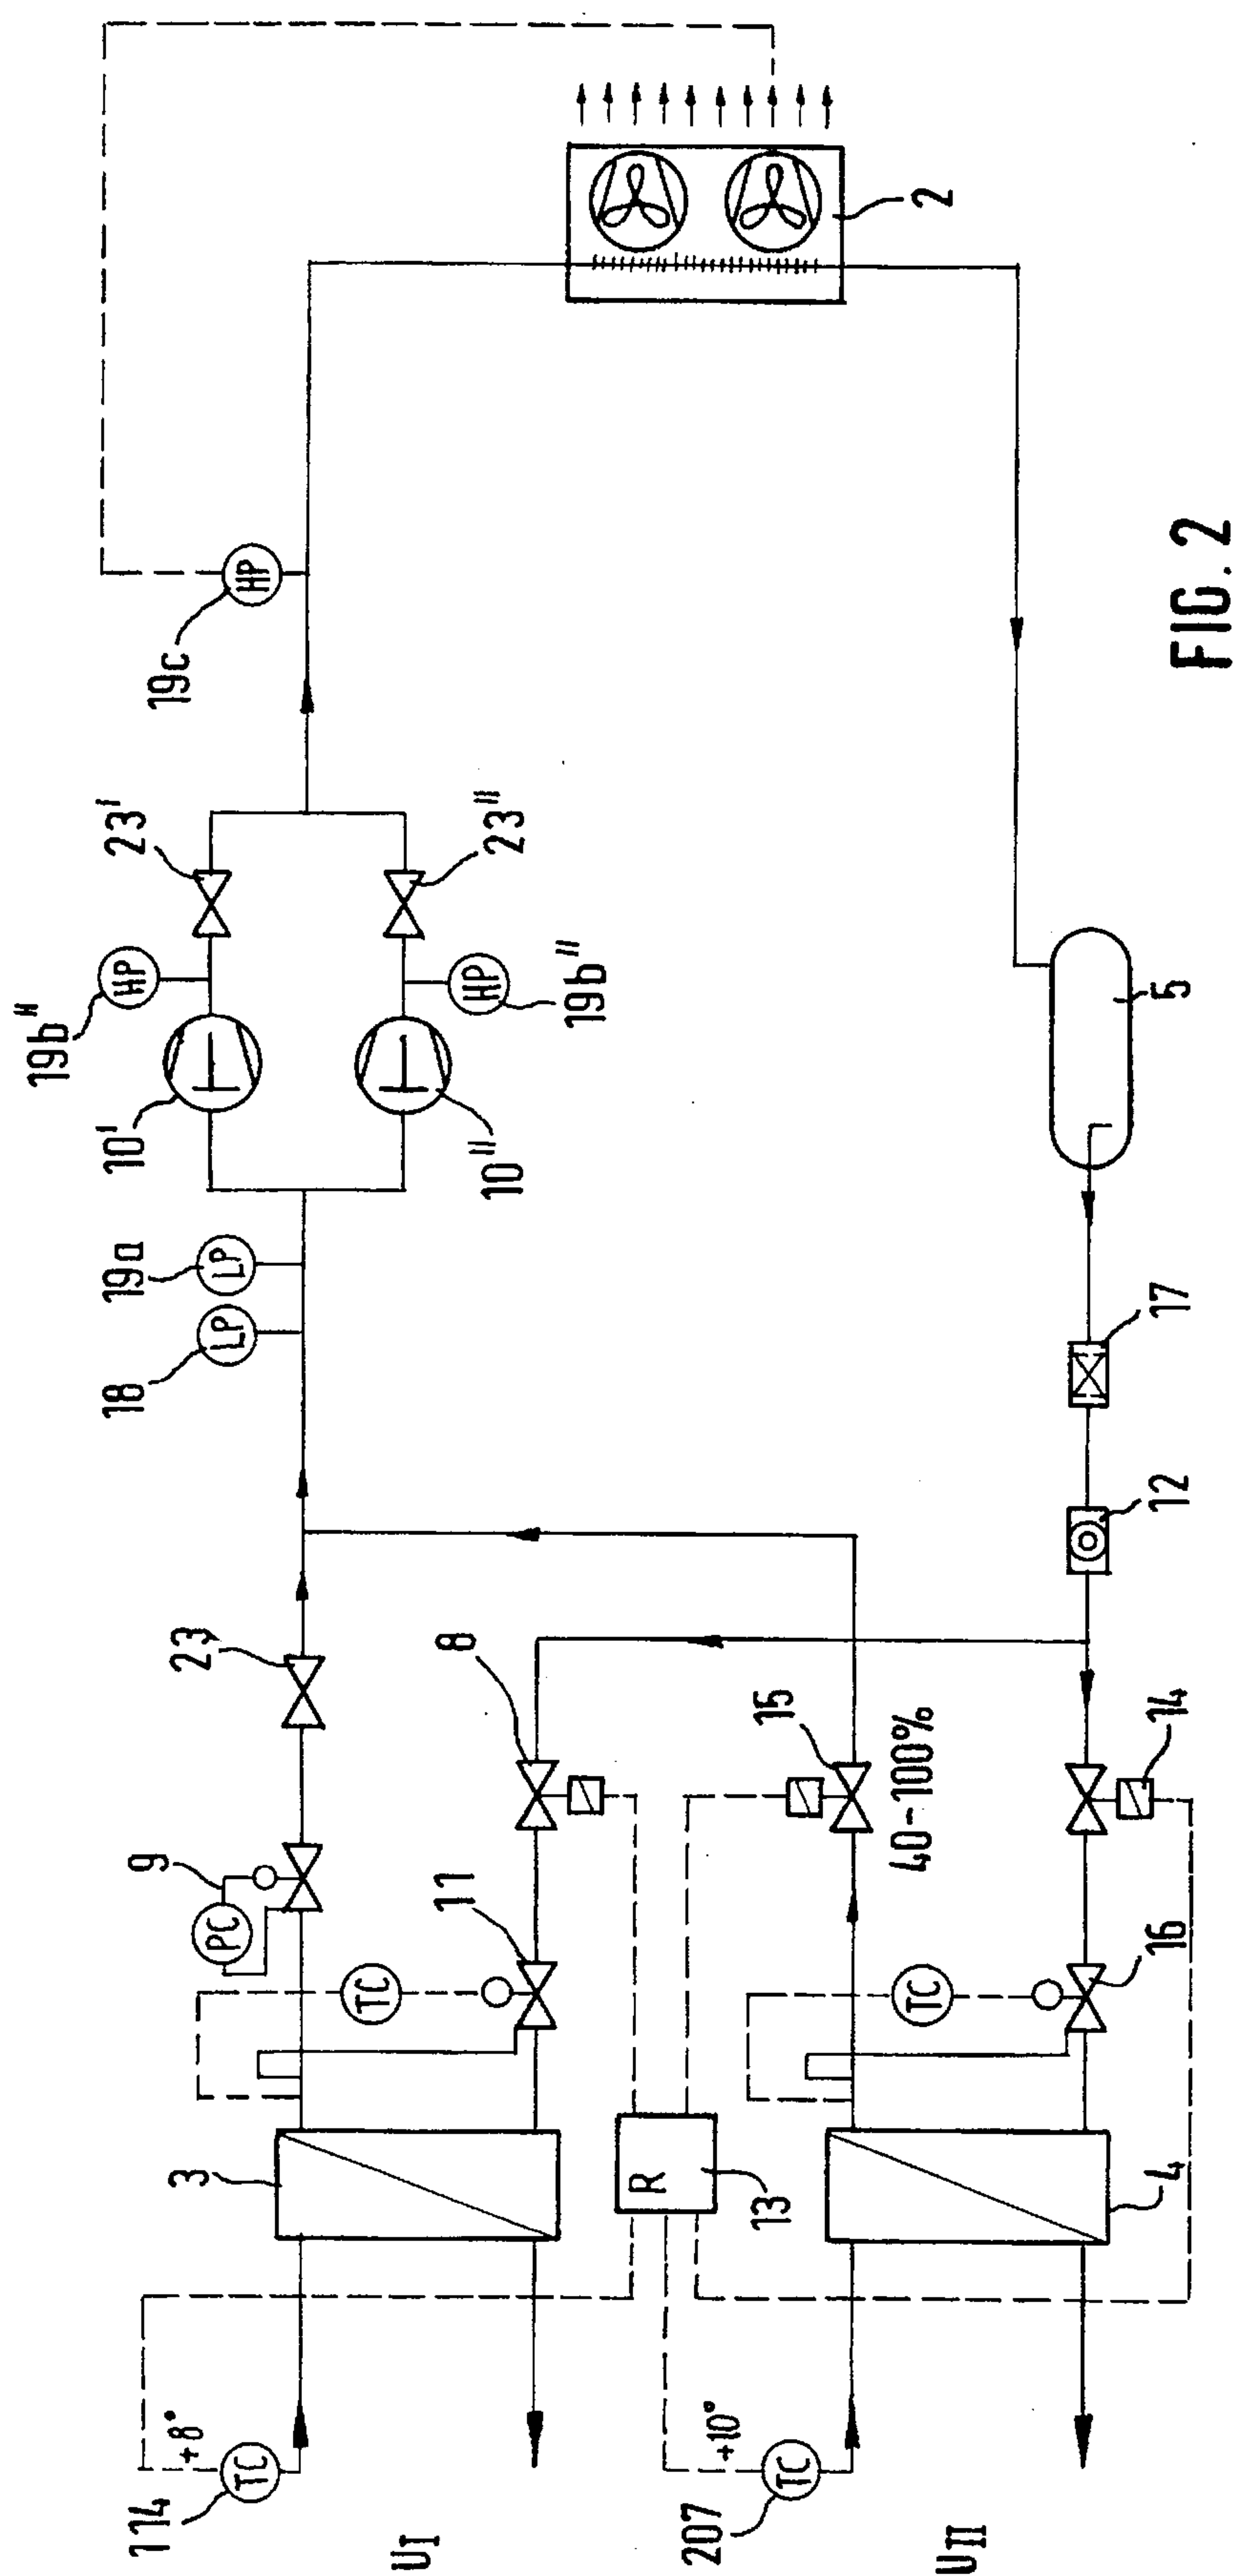 19c
HP
2
23'
23"
19b"
HP
HP
19b"
10'
10"
19a
LP
18
LP
5
17
12
23
8
15
40-100%
14
9
PC
11
TC
TC
16
3
R
13
4
+8°
114
TC
+10°
207
TC
UI
UII
FIG. 2